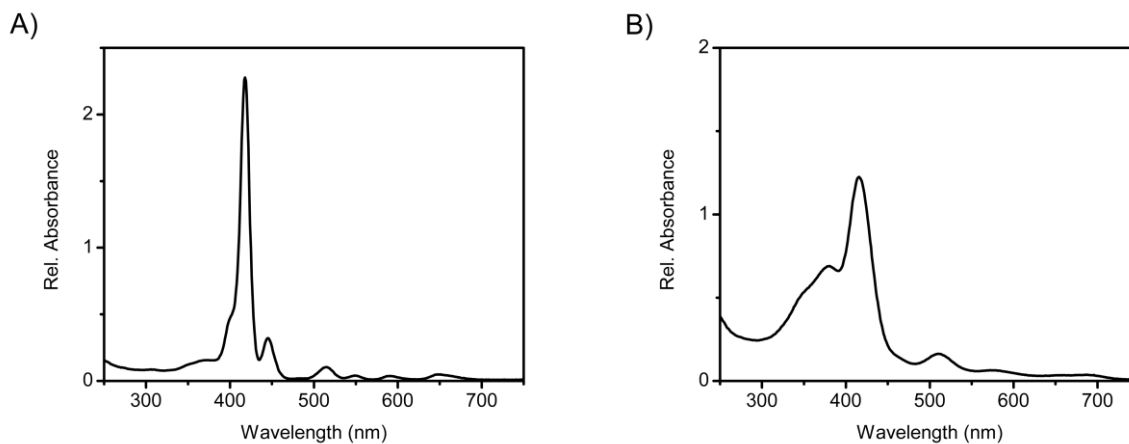 A)
2
1
0
300 400 500 600 700
Rel. Absorbance
Wavelength (nm)
B)
2
1
0
300 400 500 600 700
Rel. Absorbance
Wavelength (nm)